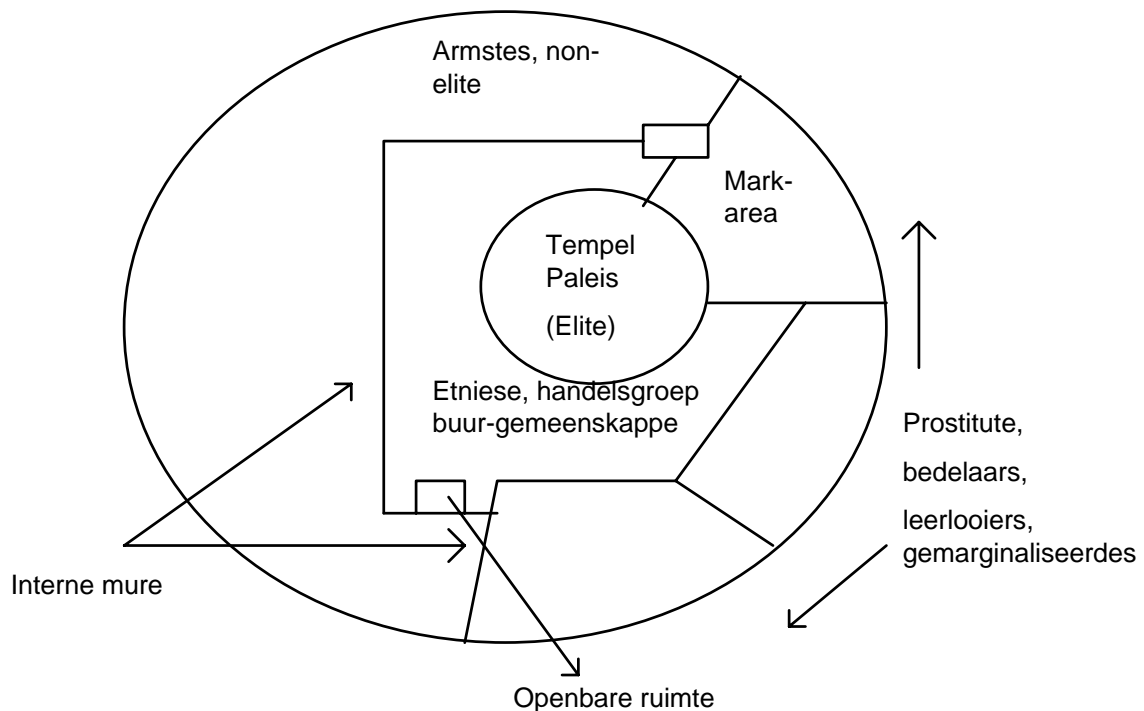 Armstes, non-
elite
Mark-
area
Tempel
Paleis
(Elite)
Etniese, handelsgroep
buur-gemeenskappe
Prostitute,
bedelaars,
leerlooiers,
gemarginaliseerdes
Interne mure
Openbare ruimte